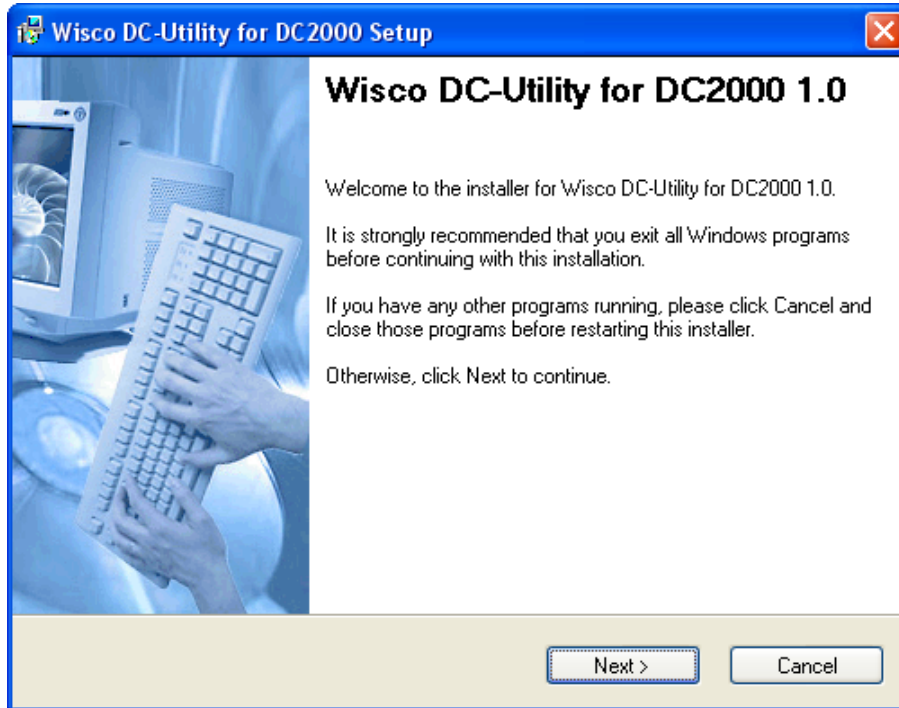 Wisco DC-Utility for DC2000 Setup
Wisco DC-Utility for DC2000 1.0
Welcome to the installer for Wisco DC-Utility for DC2000 1.0.
It is strongly recommended that you exit all Windows programs
before continuing with this installation.
If you have any other programs running, please click Cancel and
close those programs before restarting this installer.
Otherwise, click Next to continue.
Next >
Cancel